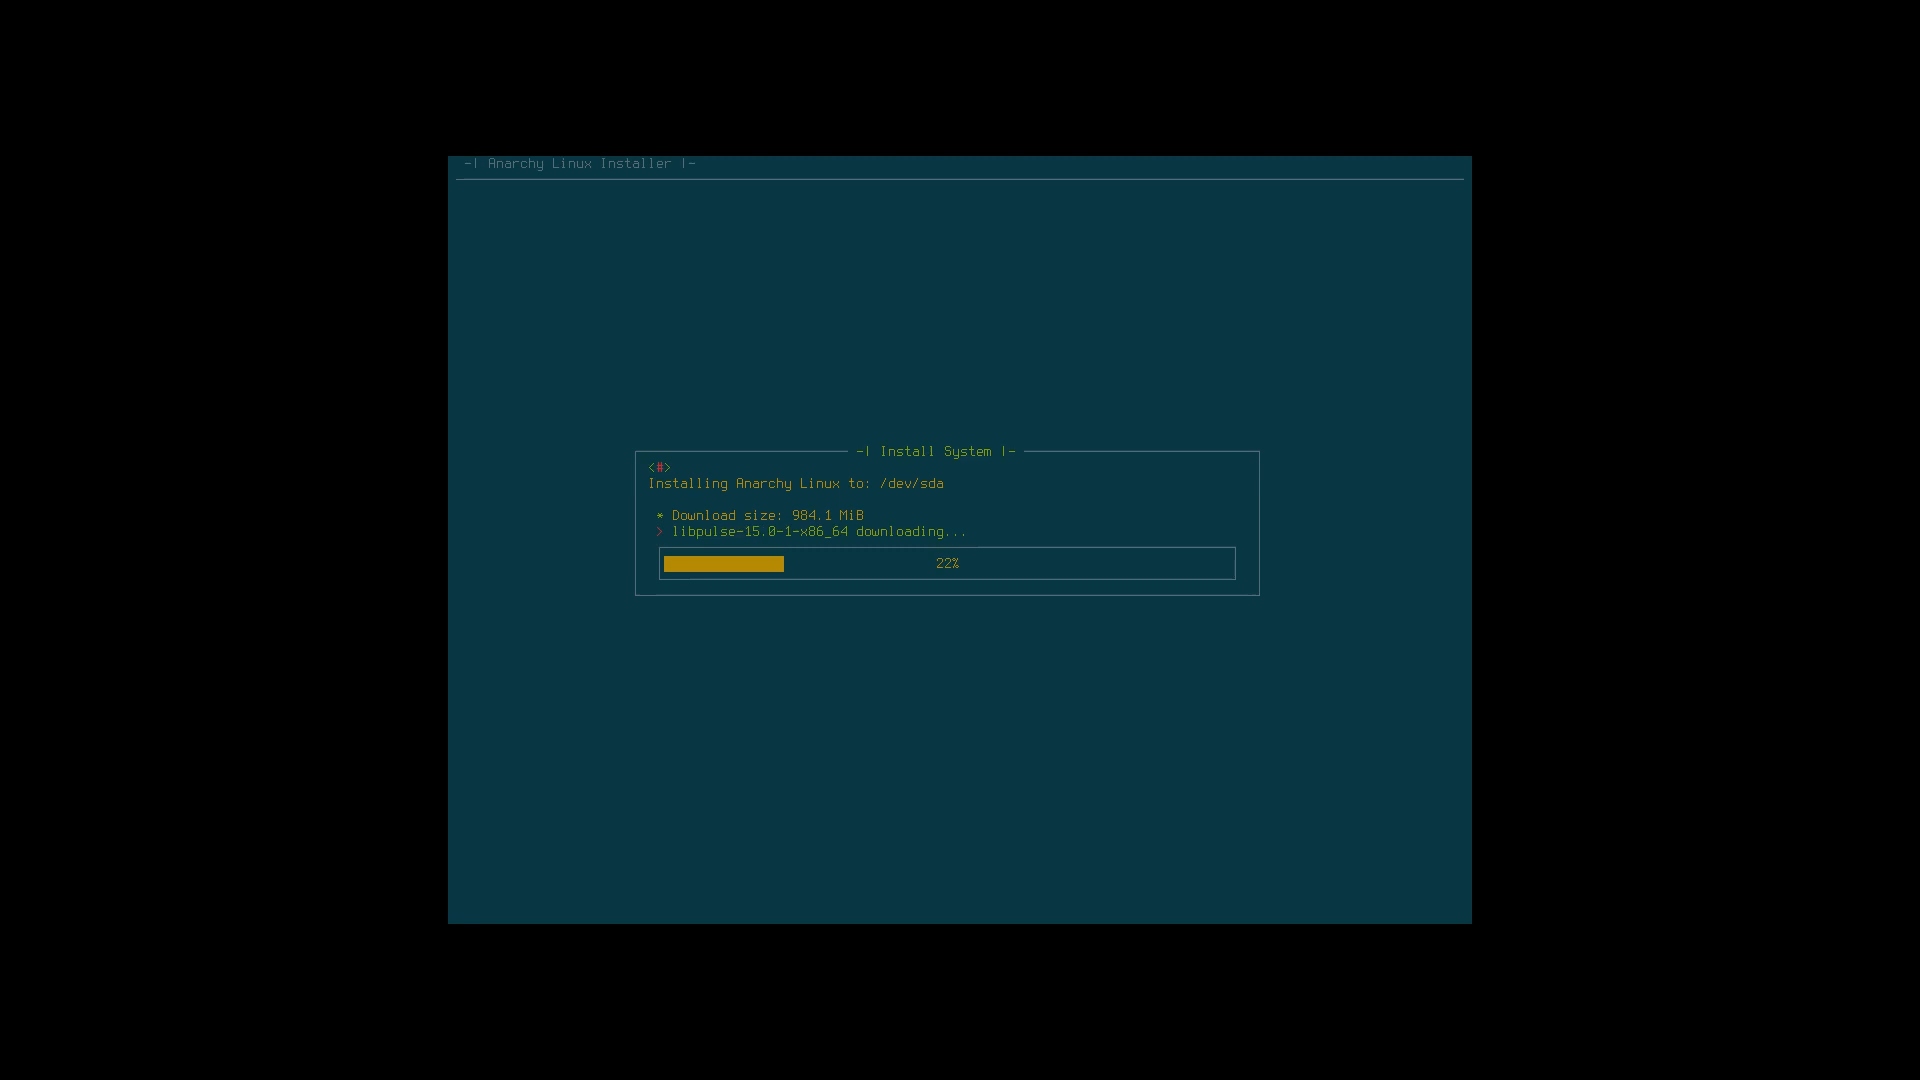 -| Anarchy Linux Installer |-
-| Install System |-
<#>
Installing Anarchy Linux to: /dev/sda
* Download size: 984.1 MiB
> libpulse-15.0-1-x86_64 downloading...
22%